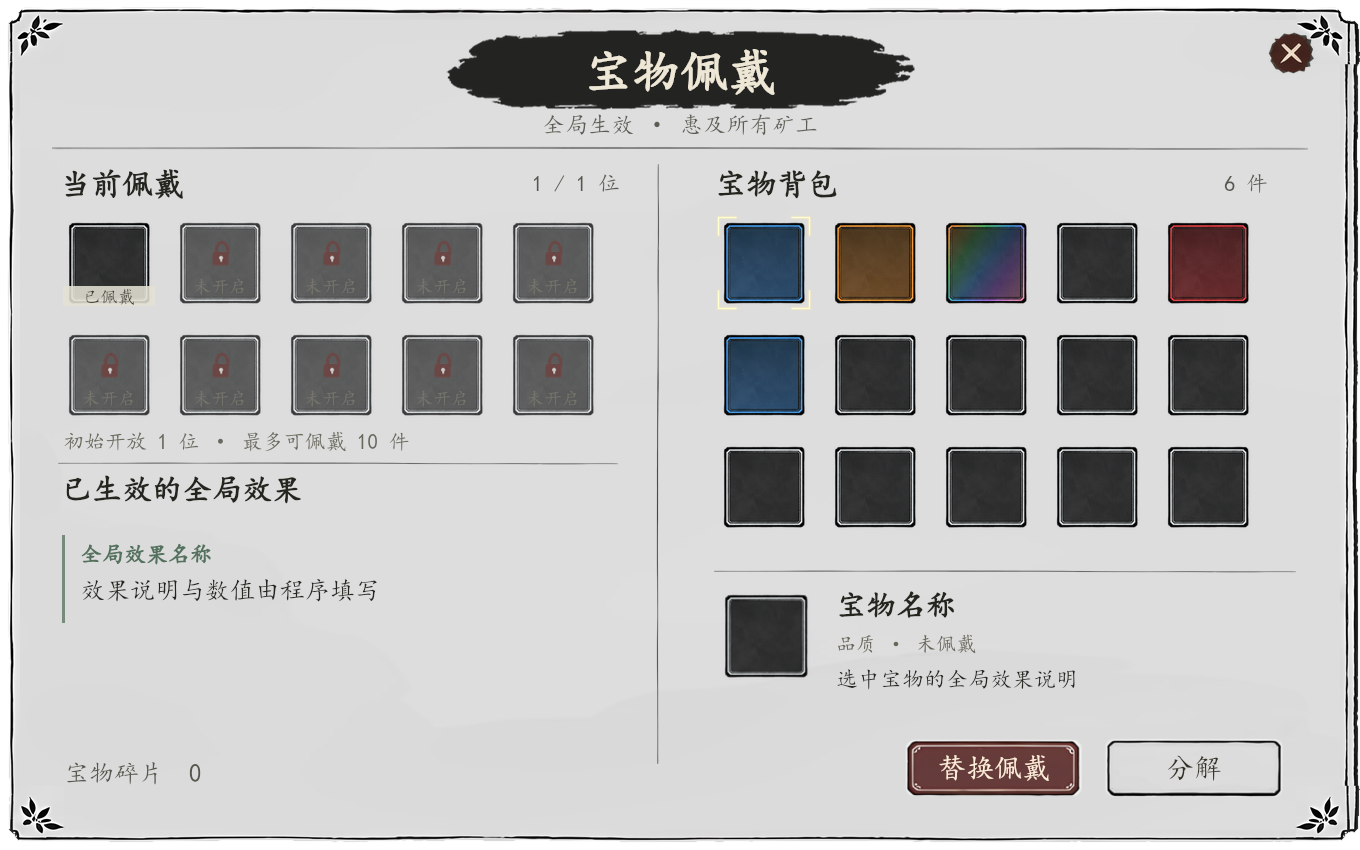 宝物佩戴
全局生效 • 惠及所有矿工
当前佩戴
1 / 1 位
已佩戴
未开启
未开启
未开启
未开启
未开启
未开启
未开启
未开启
未开启
初始开放 1 位 • 最多可佩戴 10 件
已生效的全局效果
全局效果名称
效果说明与数值由程序填写
宝物碎片 0
宝物背包
6 件
宝物名称
品质 • 未佩戴
选中宝物的全局效果说明
替换佩戴
分解